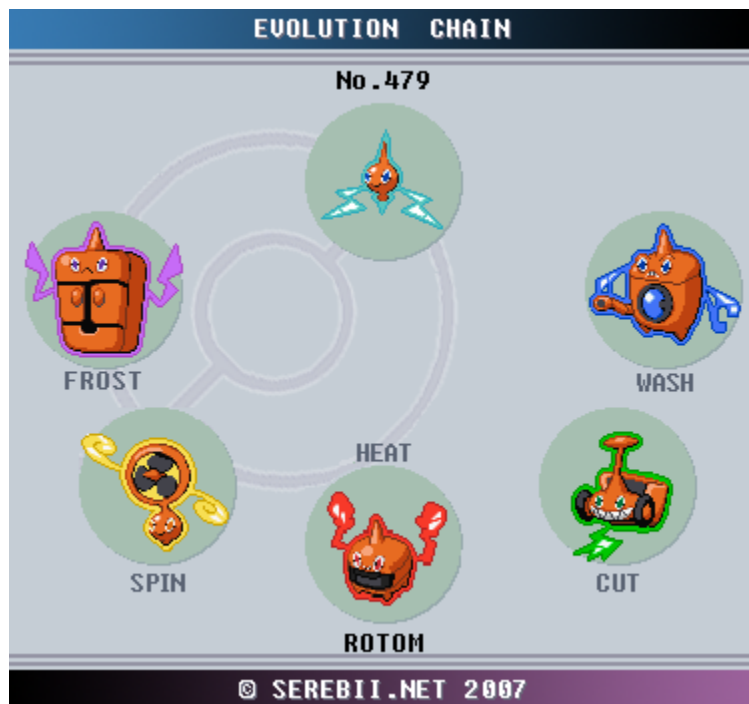 EVOLUTION CHAIN
No.479
FROST
WASH
HEAT
SPIN
CUT
ROTOM
© SEREBII.NET 2007